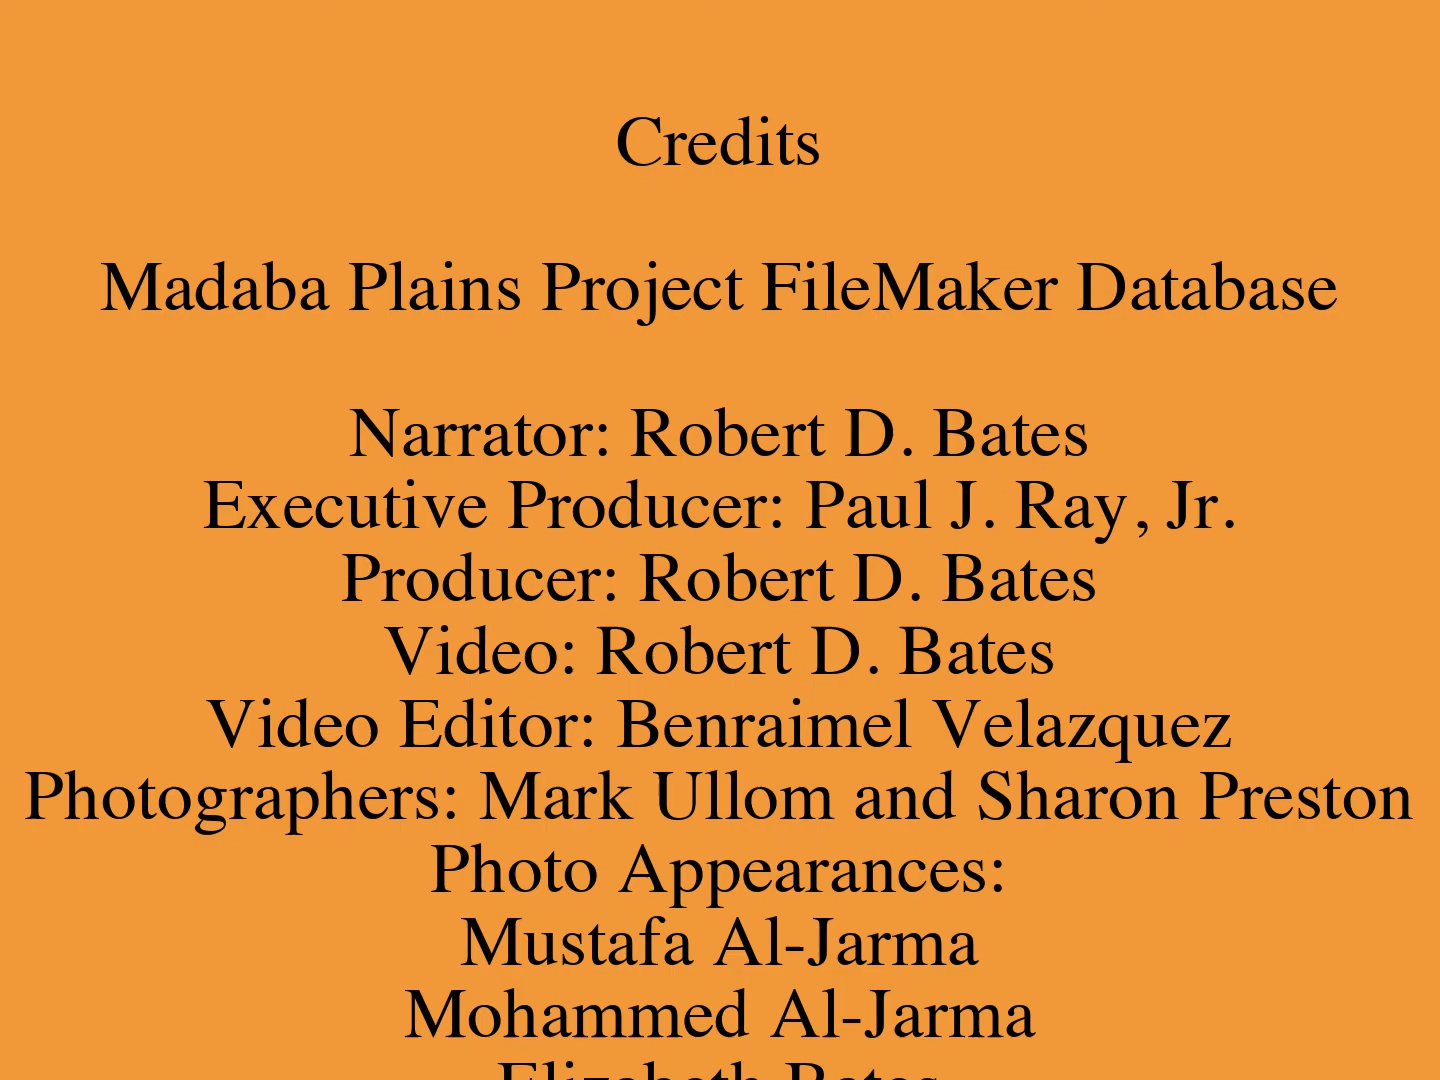 Credits
Madaba Plains Project FileMaker Database
Narrator: Robert D. Bates
Executive Producer: Paul J. Ray, Jr.
Producer: Robert D. Bates
Video: Robert D. Bates
Video Editor: Benraimel Velazquez
Photographers: Mark Ullom and Sharon Preston
Photo Appearances:
Mustafa Al-Jarma
Mohammed Al-Jarma
Elizabeth Bates